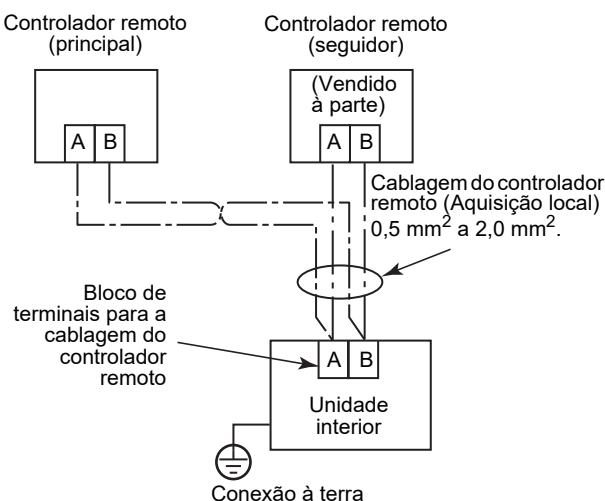 Controlador remoto
(principal)
Controlador remoto
(seguidor)
(Vendido
à parte)
A B
A B
Cablagem do controlador
remoto (Aquisição local)
0,5 mm² a 2,0 mm².
Bloco de
terminais para a
cablagem do
controlador
remoto
A B
Unidade
interior
Conexão à terra